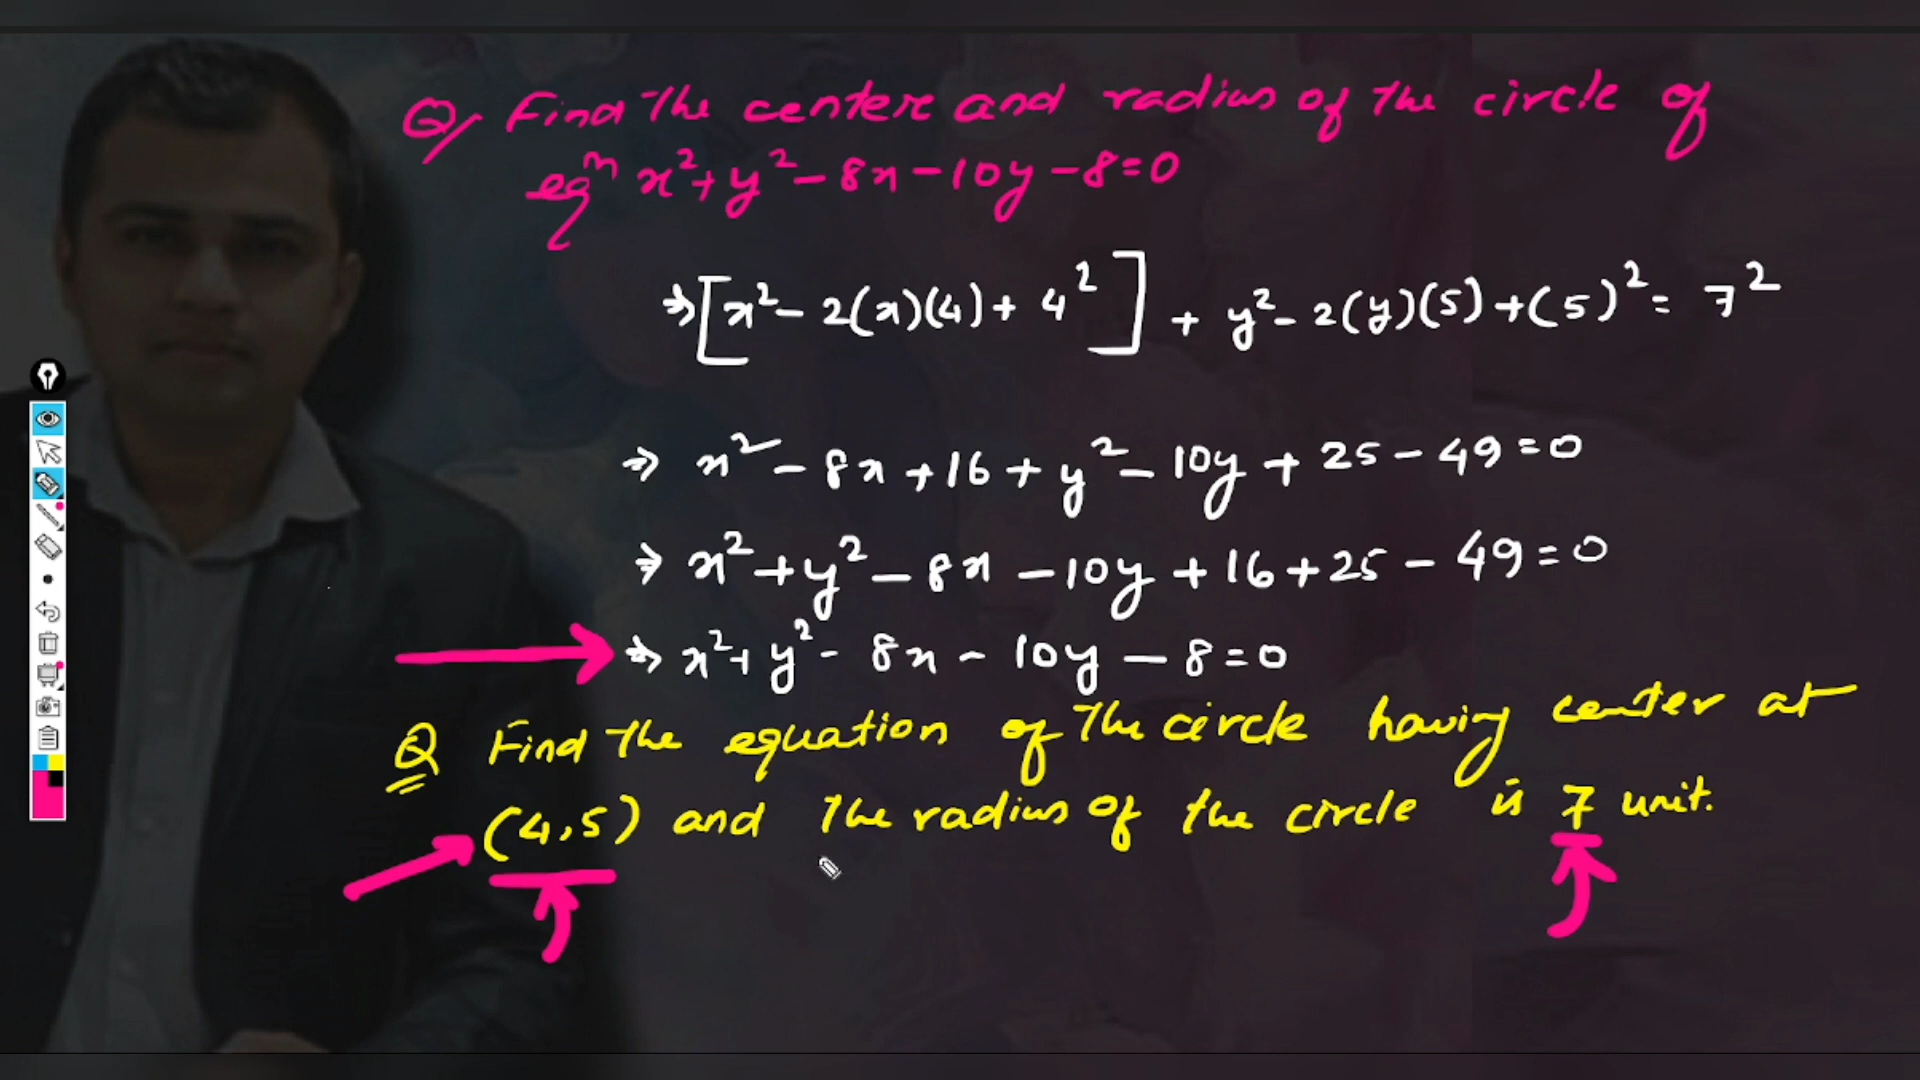 Q/ Find the centere and radius of the circle of
eqⁿ x²+y²-8x-10y-8=0
⇒ [x²-2(x)(4)+4²] + y²-2(y)(5)+(5)²= 7²
⇒ x²-8x+16+y²-10y+25-49=0
⇒ x²+y²-8x-10y+16+25-49=0
⇒ x²+y²-8x-10y-8=0
Q Find the equation of the circle having center at
(4,5) and the radius of the circle is 7 unit.